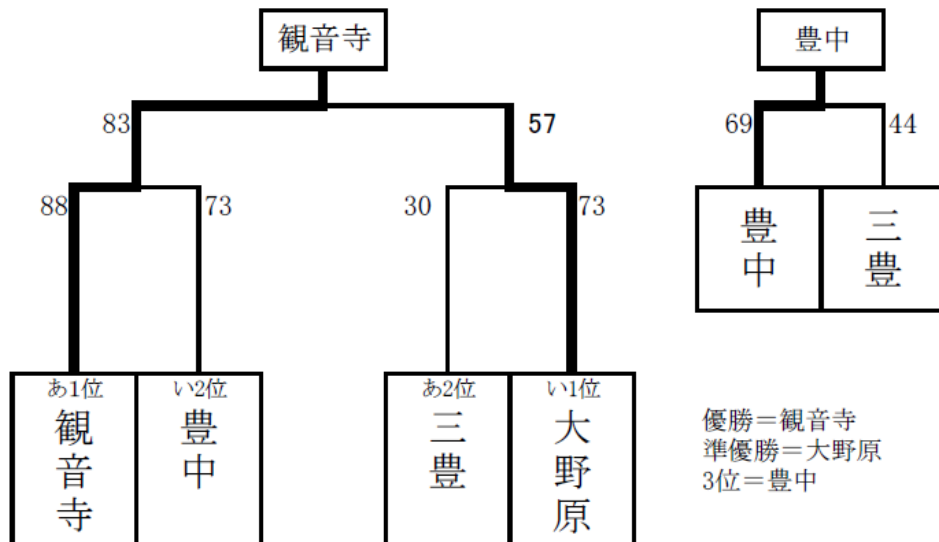 観音寺
豊中
83
57
69
44
88
73
30
73
豊中
三豊
あ1位
観音寺
い2位
豊中
あ2位
三豊
い1位
大野原
優勝=観音寺
準優勝=大野原
3位=豊中